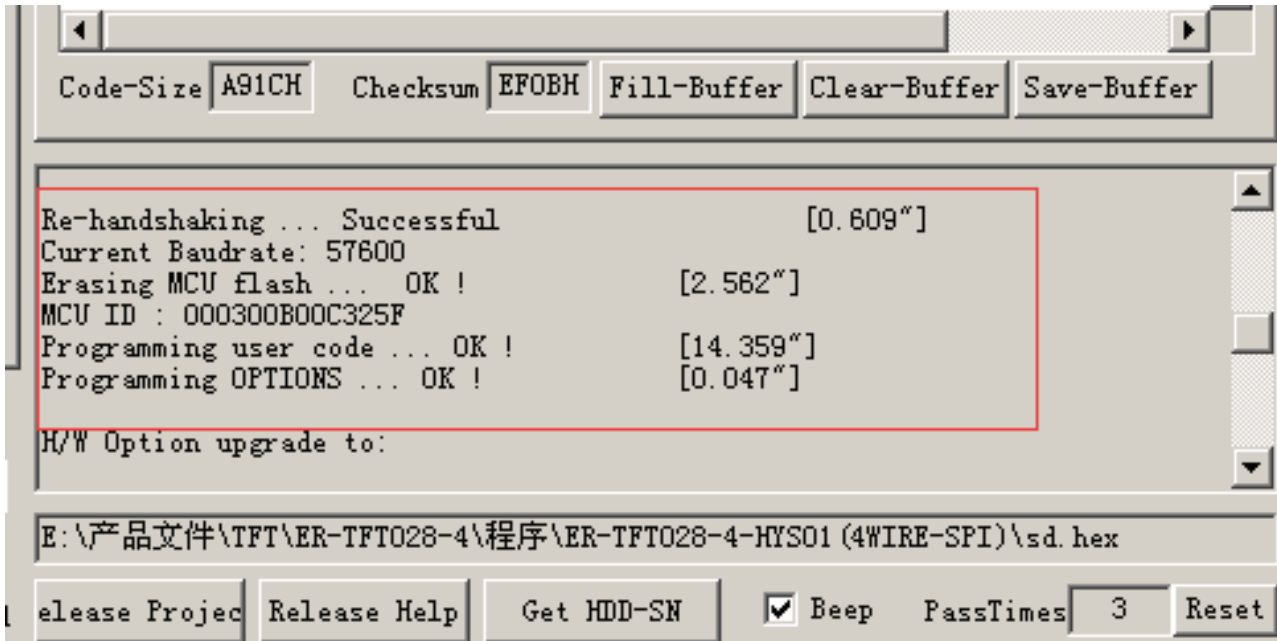 Code-Size A91CH Checksum EF0BH Fill-Buffer Clear-Buffer Save-Buffer
Re-handshaking ... Successful [0.609"]
Current Baudrate: 57600
Erasing MCU flash ... OK ! [2.562"]
MCU ID : 000300B00C325F
Programming user code ... OK ! [14.359"]
Programming OPTIONS ... OK ! [0.047"]
H/W Option upgrade to:
E:\产品文件\TFT\ER-TFT028-4\程序\ER-TFT028-4-HYS01(4WIRE-SPI)\sd.hex
elease Projec Release Help Get HDD-SN Beep PassTimes 3 Reset